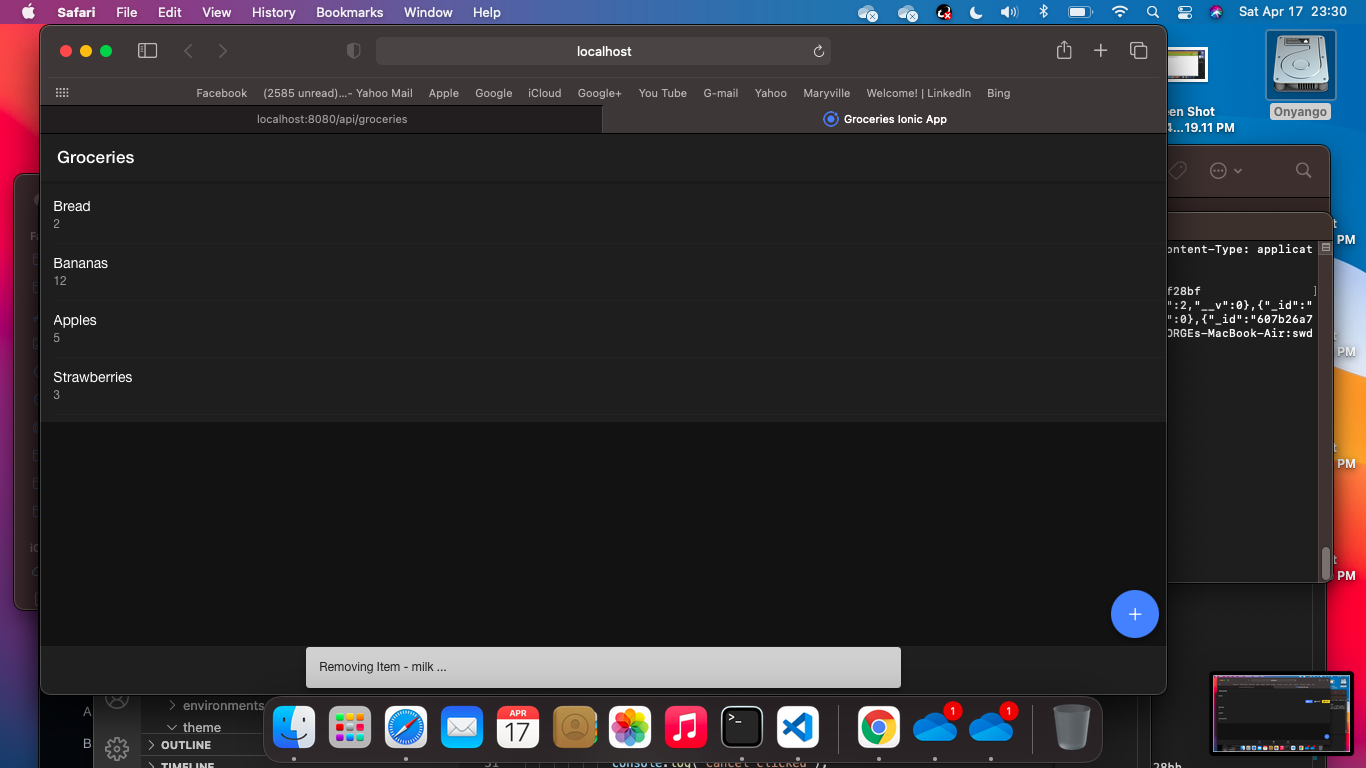 Safari File Edit View History Bookmarks Window Help Sat Apr 17 23:30
localhost
Facebook (2585 unread)...- Yahoo Mail Apple Google iCloud Google+ You Tube G-mail Yahoo Maryville Welcome! | LinkedIn Bing
localhost:8080/api/groceries Groceries Ionic App
Groceries
Bread
2
Bananas
12
Apples
5
Strawberries
3
Removing Item - milk ...
een Shot
4...19.11 PM
Onyango
PM
ontent-Type: applicat
f28bf ]
":2,"__v":0},{"_id":"
":0},{"_id":"607b26a7
ORGEs-MacBook-Air:swd
PM
PM
PM
environments
theme
OUTLINE
TIMELINE
APR
17
1
1
>_